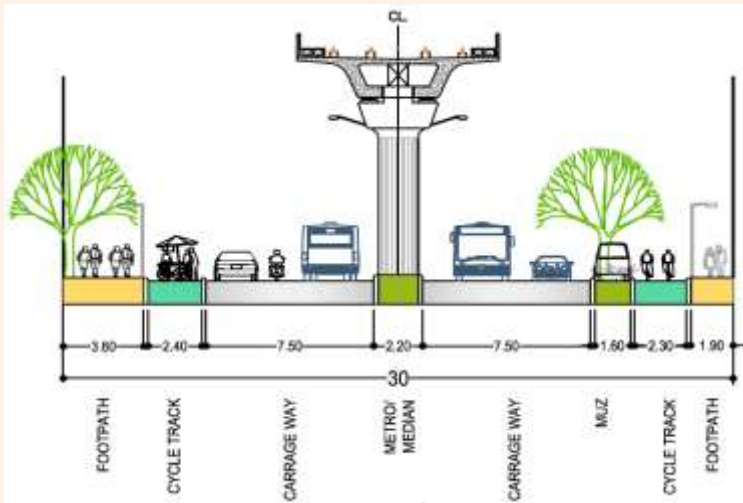 CL
3.60
2.40
7.50
2.20
7.50
1.60
2.30
1.90
30
FOOTPATH
CYCLE TRACK
CARRAGE WAY
METRO/
MEDIAN
CARRAGE WAY
MUZ
CYCLE TRACK
FOOTPATH